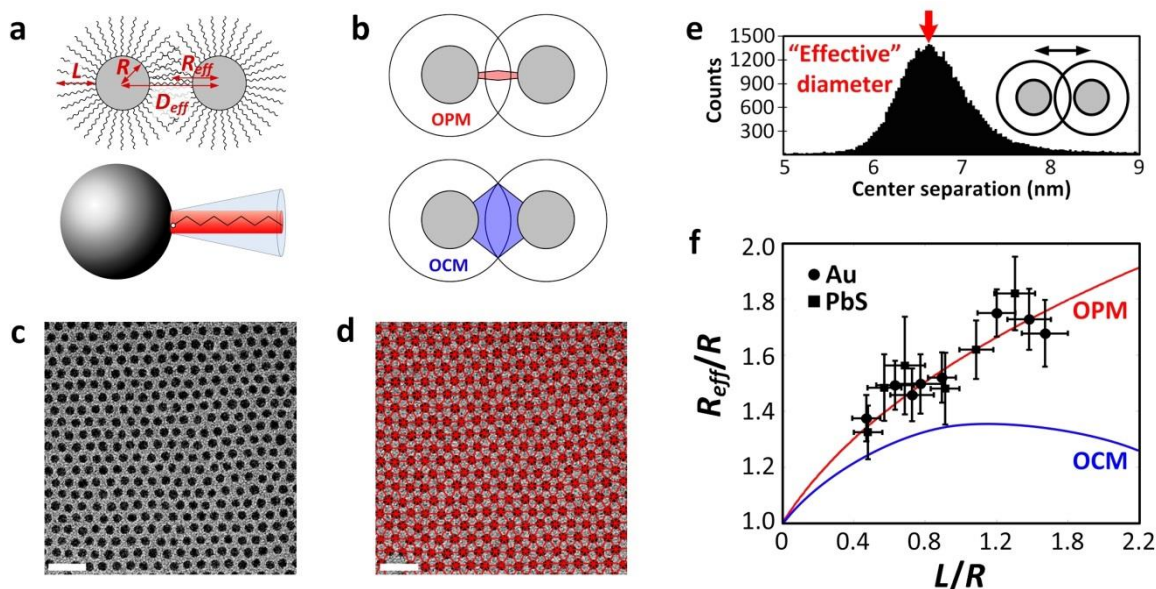 a
L
R
R_eff
D_eff
b
OPM
OCM
c
d
e
1500
1200
900
600
300
Counts
"Effective"
diameter
5 6 7 8 9
Center separation (nm)
f
2.0
1.8
1.6
1.4
1.2
1.0
R_eff/R
Au
PbS
OPM
OCM
0 0.4 0.8 1.2 1.8 2.2
L/R